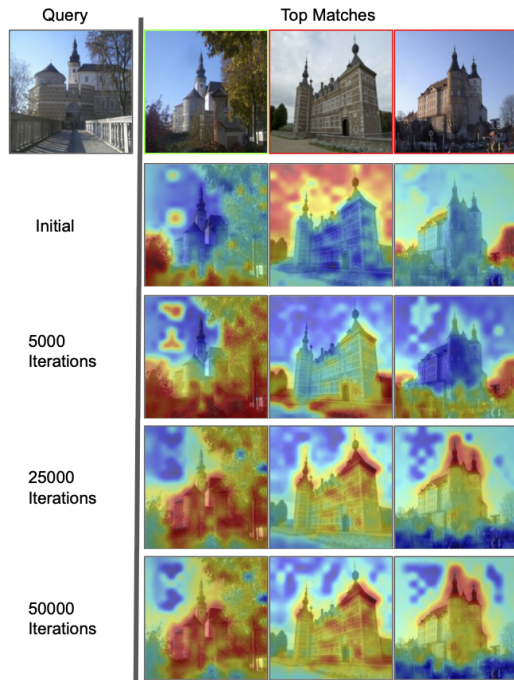 Query
Top Matches
Initial
5000
Iterations
25000
Iterations
50000
Iterations